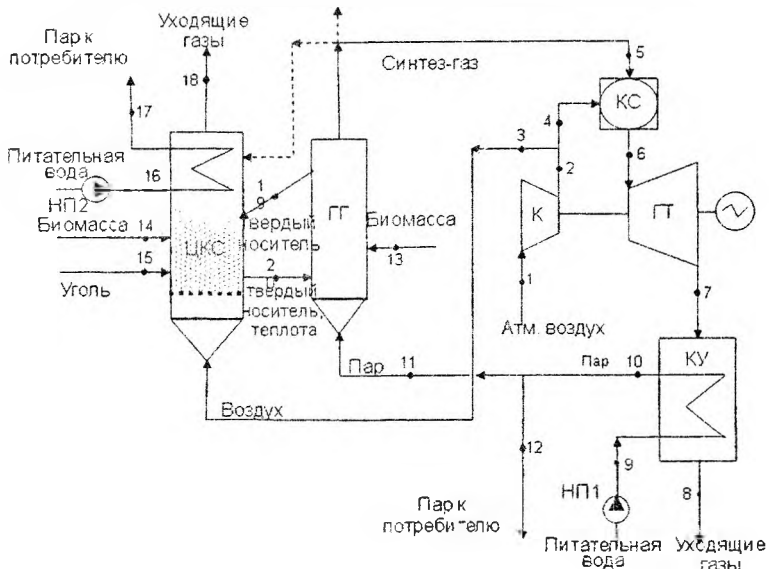 Уходящие
газы
Пар к
потребителю
18
17
Синтез-газ
5
КС
4
3
2
6
Питательная
вода
16
НП2
1
9
ГГ
К
ГТ
Биомасса
14
ЦКС
твердый
носитель
Биомасса
13
15
2
0
Уголь
твердый
носитель,
теплота
1
7
Атм. воздух
Пар
11
Пар
10
КУ
Воздух
12
9
8
НП1
Пар к
потребителю
Питательная
вода
Уходящие
газы